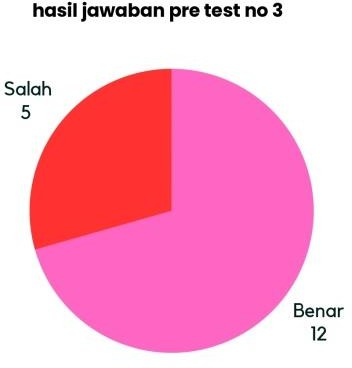 hasil jawaban pre test no 3
Salah
5
Benar
12